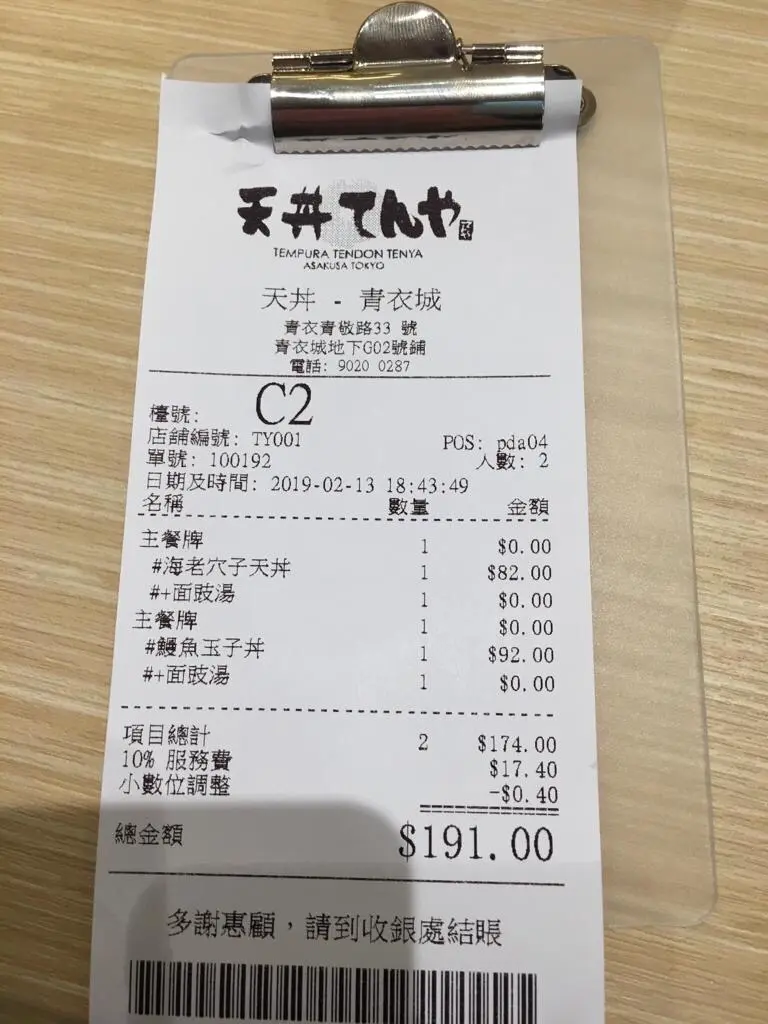 天丼 てんや
TEMPURA TENDON TENYA
ASAKUSA TOKYO
天丼 - 青衣城
青衣青敬路33 號
青衣城地下G02號鋪
電話: 9020 0287
檯號: C2
店舖編號: TY001 POS: pda04
單號: 100192 人數: 2
日期及時間: 2019-02-13 18:43:49
名稱 數量 金額
主餐牌 1 $0.00
#海老穴子天丼 1 $82.00
#+面豉湯 1 $0.00
主餐牌 1 $0.00
#鰻魚玉子丼 1 $92.00
#+面豉湯 1 $0.00
項目總計 2 $174.00
10% 服務費 $17.40
小數位調整 -$0.40
總金額 $191.00
多謝惠顧，請到收銀處結賬